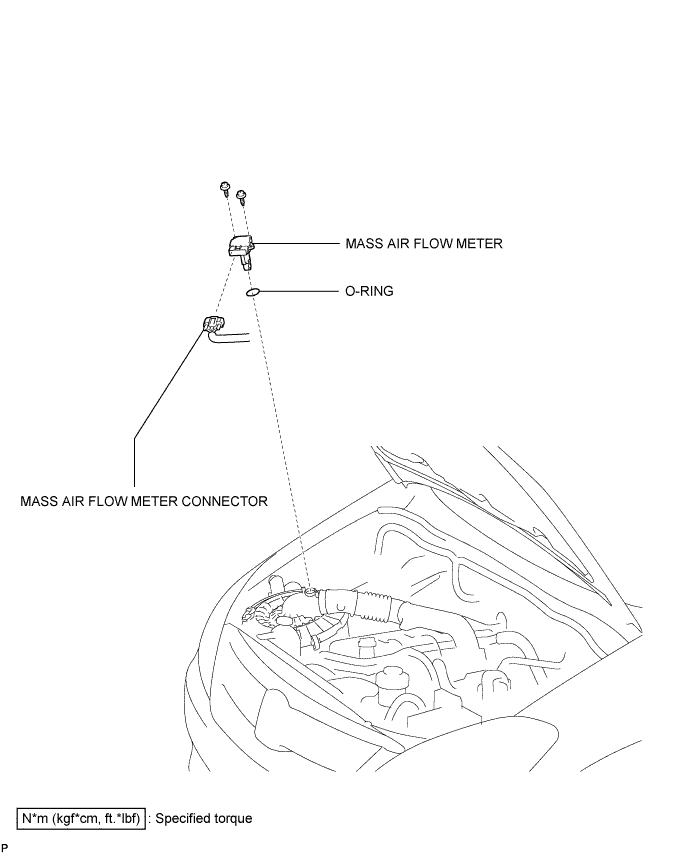 MASS AIR FLOW METER
O-RING
MASS AIR FLOW METER CONNECTOR
N*m (kgf*cm, ft.*lbf) : Specified torque
P